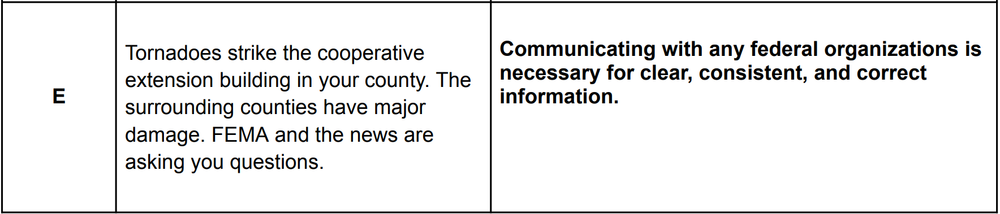 E
Tornadoes strike the cooperative
extension building in your county. The
surrounding counties have major
damage. FEMA and the news are
asking you questions.
Communicating with any federal organizations is
necessary for clear, consistent, and correct
information.